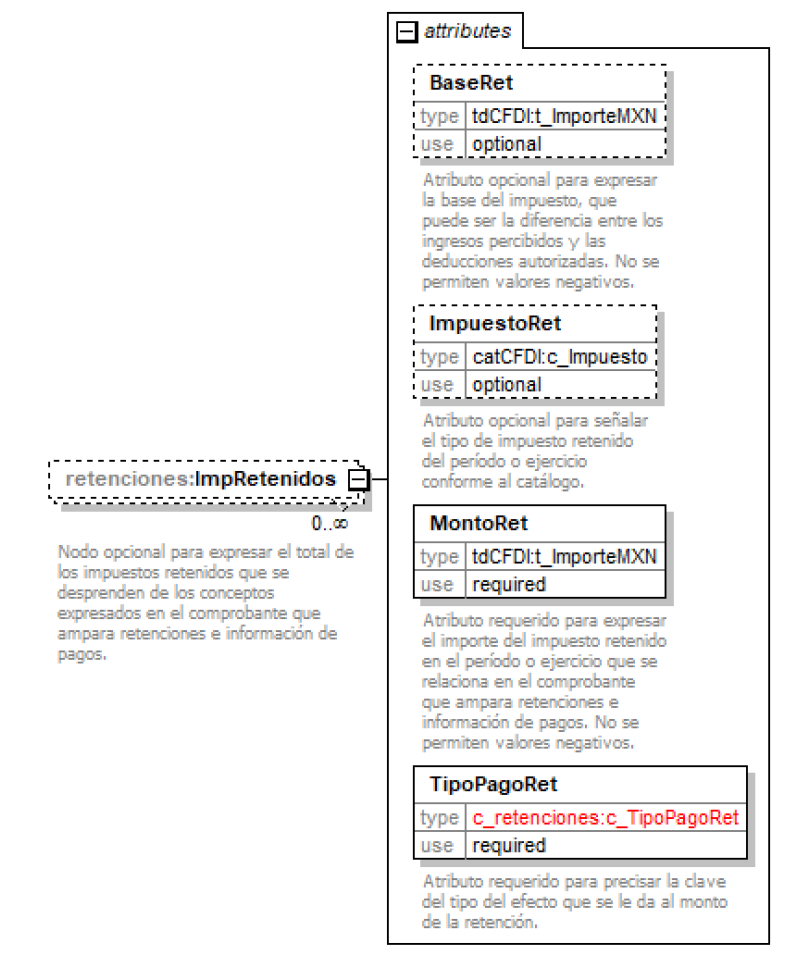 attributes
BaseRet
type tdCFDI:t_ImporteMXN
use optional
Atributo opcional para expresar
la base del impuesto, que
puede ser la diferencia entre los
ingresos percibidos y las
deducciones autorizadas. No se
permiten valores negativos.
ImpuestoRet
type catCFDI:c_Impuesto
use optional
Atributo opcional para señalar
el tipo de impuesto retenido
del período o ejercicio
conforme al catálogo.
retenciones:ImpRetenidos
0..∞
Nodo opcional para expresar el total de
los impuestos retenidos que se
desprenden de los conceptos
expresados en el comprobante que
ampara retenciones e información de
pagos.
MontoRet
type tdCFDI:t_ImporteMXN
use required
Atributo requerido para expresar
el importe del impuesto retenido
en el período o ejercicio que se
relaciona en el comprobante
que ampara retenciones e
información de pagos. No se
permiten valores negativos.
TipoPagoRet
type c_retenciones:c_TipoPagoRet
use required
Atributo requerido para precisar la clave
del tipo del efecto que se le da al monto
de la retención.